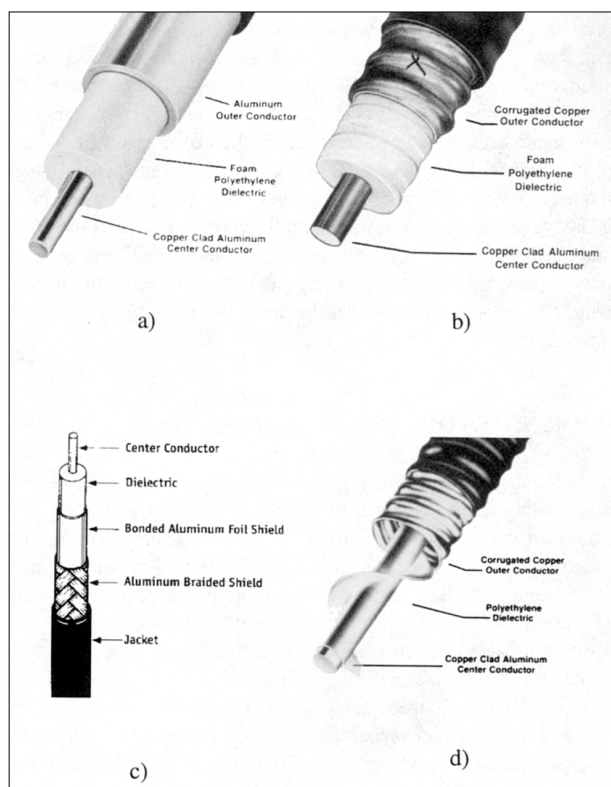 Aluminum
Outer Conductor
Foam
Polyethylene
Dielectric
Copper Clad Aluminum
Center Conductor
a)
Corrugated Copper
Outer Conductor
Foam
Polyethylene
Dielectric
Copper Clad Aluminum
Center Conductor
b)
Center Conductor
Dielectric
Bonded Aluminum Foil Shield
Aluminum Braided Shield
Jacket
c)
Corrugated Copper
Outer Conductor
Polyethylene
Dielectric
Copper Clad Aluminum
Center Conductor
d)